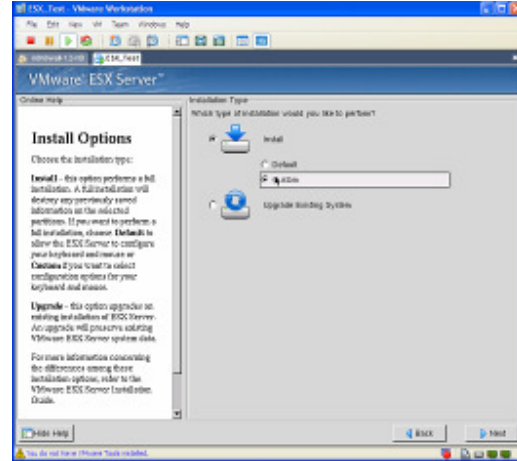 ESX_Test - VMware Workstation
File Edit View VM Team Windows Help
ESX_Test
VMware ESX Server™
Online Help
Installation Type
Which type of installation would you like to perform?
Install Options
Choose the installation type:
Install - this option performs a full
installation. A full installation will
destroy any previously saved
information on the selected
partitions. If you want to perform a
full installation, choose Default to
allow the ESX Server to configure
your keyboard and mouse or
Custom if you want to select
configuration options for your
keyboard and mouse.
Upgrade - this option upgrades an
existing installation of ESX Server.
An upgrade will preserve existing
VMware ESX Server system data.
For more information concerning
the differences among these
installation options, refer to the
VMware ESX Server Installation
Guide.
Install
Default
Custom
Upgrade Existing System
Hide Help
Back
Next
You do not have VMware Tools installed.